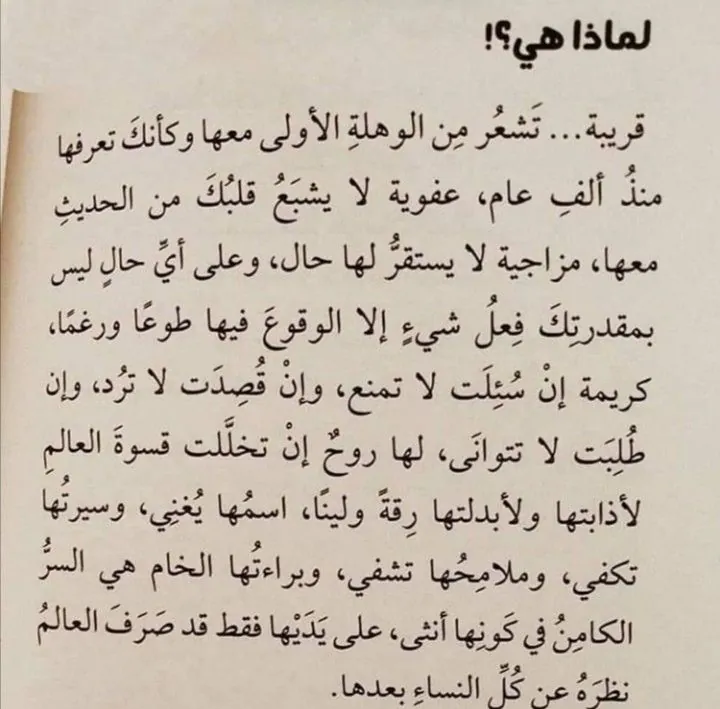 لماذا هي؟!
قريبة... تَشعُر مِن الوهلةِ الأولى معها وكأنكَ تعرفها
منذُ ألفِ عام، عفوية لا يشبَعُ قلبُكَ من الحديثِ
معها، مزاجية لا يستقرُّ لها حال، وعلى أيِّ حالٍ ليس
بمقدرتِكَ فِعلُ شيءٍ إلا الوقوعَ فيها طوعًا ورغمًا،
كريمة إنْ سُئِلَت لا تمنع، وإنْ قُصِدَت لا تَرُد، وإن
طُلِبَت لا تتوانَى، لها روحٌ إنْ تخلَّلت قسوةَ العالمِ
لأذابتها ولأبدلتها رِقةً ولينًا، اسمُها يُغنِي، وسيرتُها
تكفي، وملامِحُها تشفي، وبراءتُها الخام هي السرُّ
الكامِنُ في كَونِها أنثى، على يَدَيْها فقط قد صَرَفَ العالمُ
نظرَهُ عن كُلِّ النساءِ بعدها.